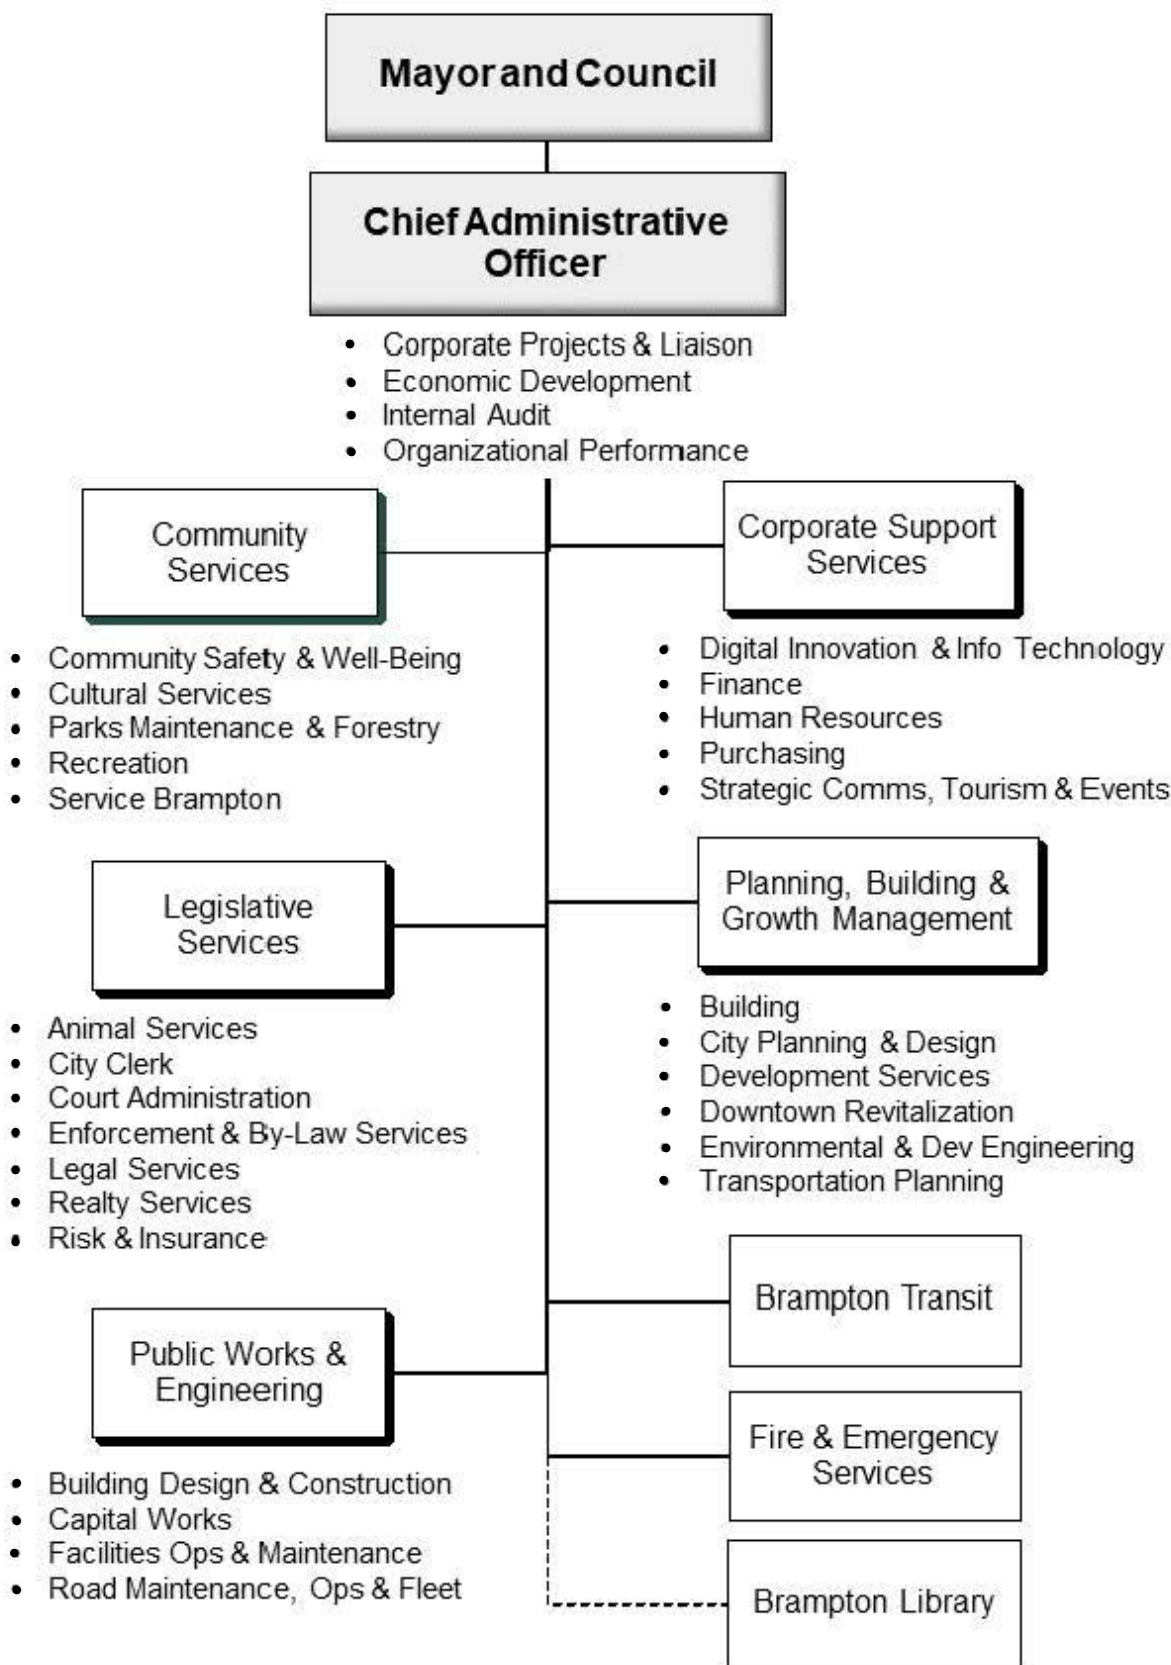 Mayor and Council
Chief Administrative
Officer
• Corporate Projects & Liaison
• Economic Development
• Internal Audit
• Organizational Performance
Community
Services
• Community Safety & Well-Being
• Cultural Services
• Parks Maintenance & Forestry
• Recreation
• Service Brampton
Corporate Support
Services
• Digital Innovation & Info Technology
• Finance
• Human Resources
• Purchasing
• Strategic Comms, Tourism & Events
Legislative
Services
• Animal Services
• City Clerk
• Court Administration
• Enforcement & By-Law Services
• Legal Services
• Realty Services
• Risk & Insurance
Planning, Building &
Growth Management
• Building
• City Planning & Design
• Development Services
• Downtown Revitalization
• Environmental & Dev Engineering
• Transportation Planning
Public Works &
Engineering
• Building Design & Construction
• Capital Works
• Facilities Ops & Maintenance
• Road Maintenance, Ops & Fleet
Brampton Transit
Fire & Emergency
Services
Brampton Library